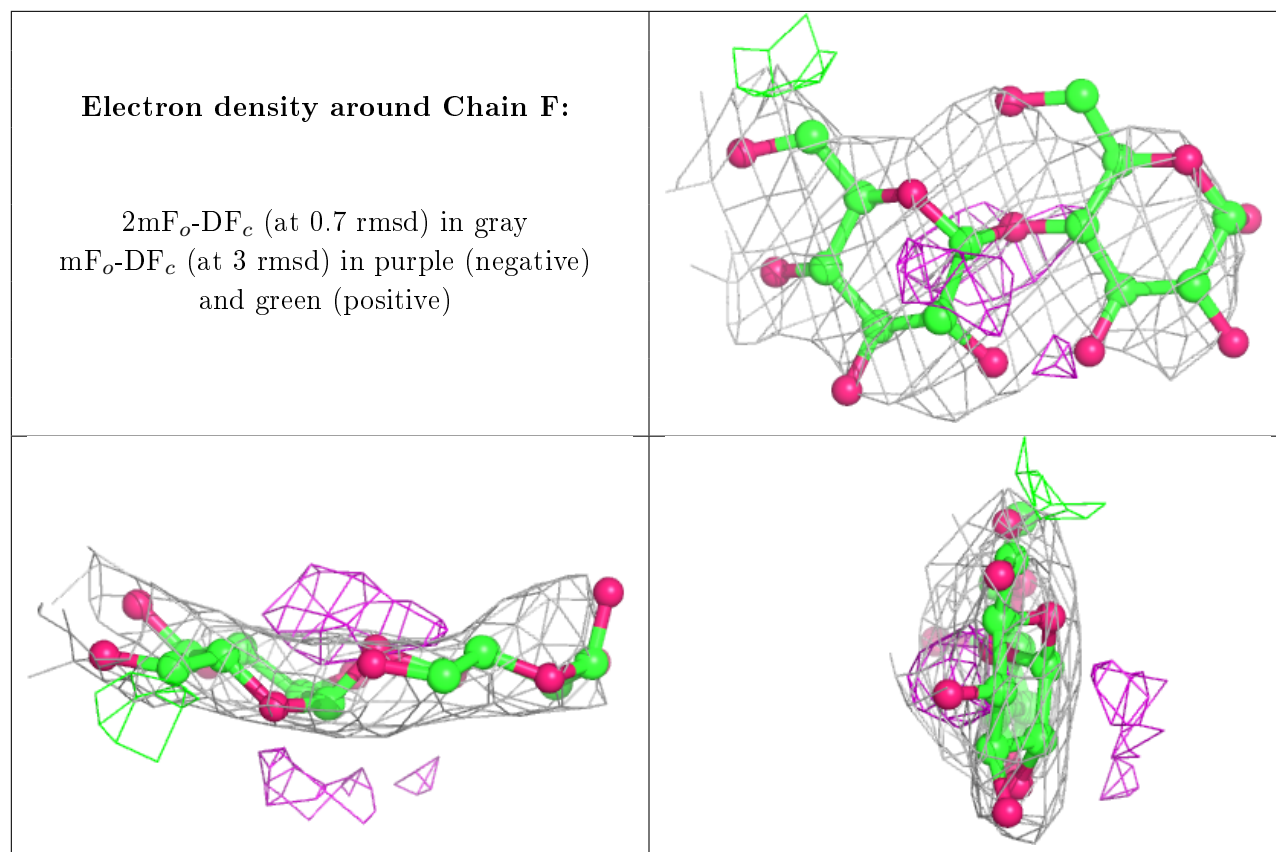 Electron density around Chain F:
2mFₒ-DF𝒸 (at 0.7 rmsd) in gray
mFₒ-DF𝒸 (at 3 rmsd) in purple (negative)
and green (positive)